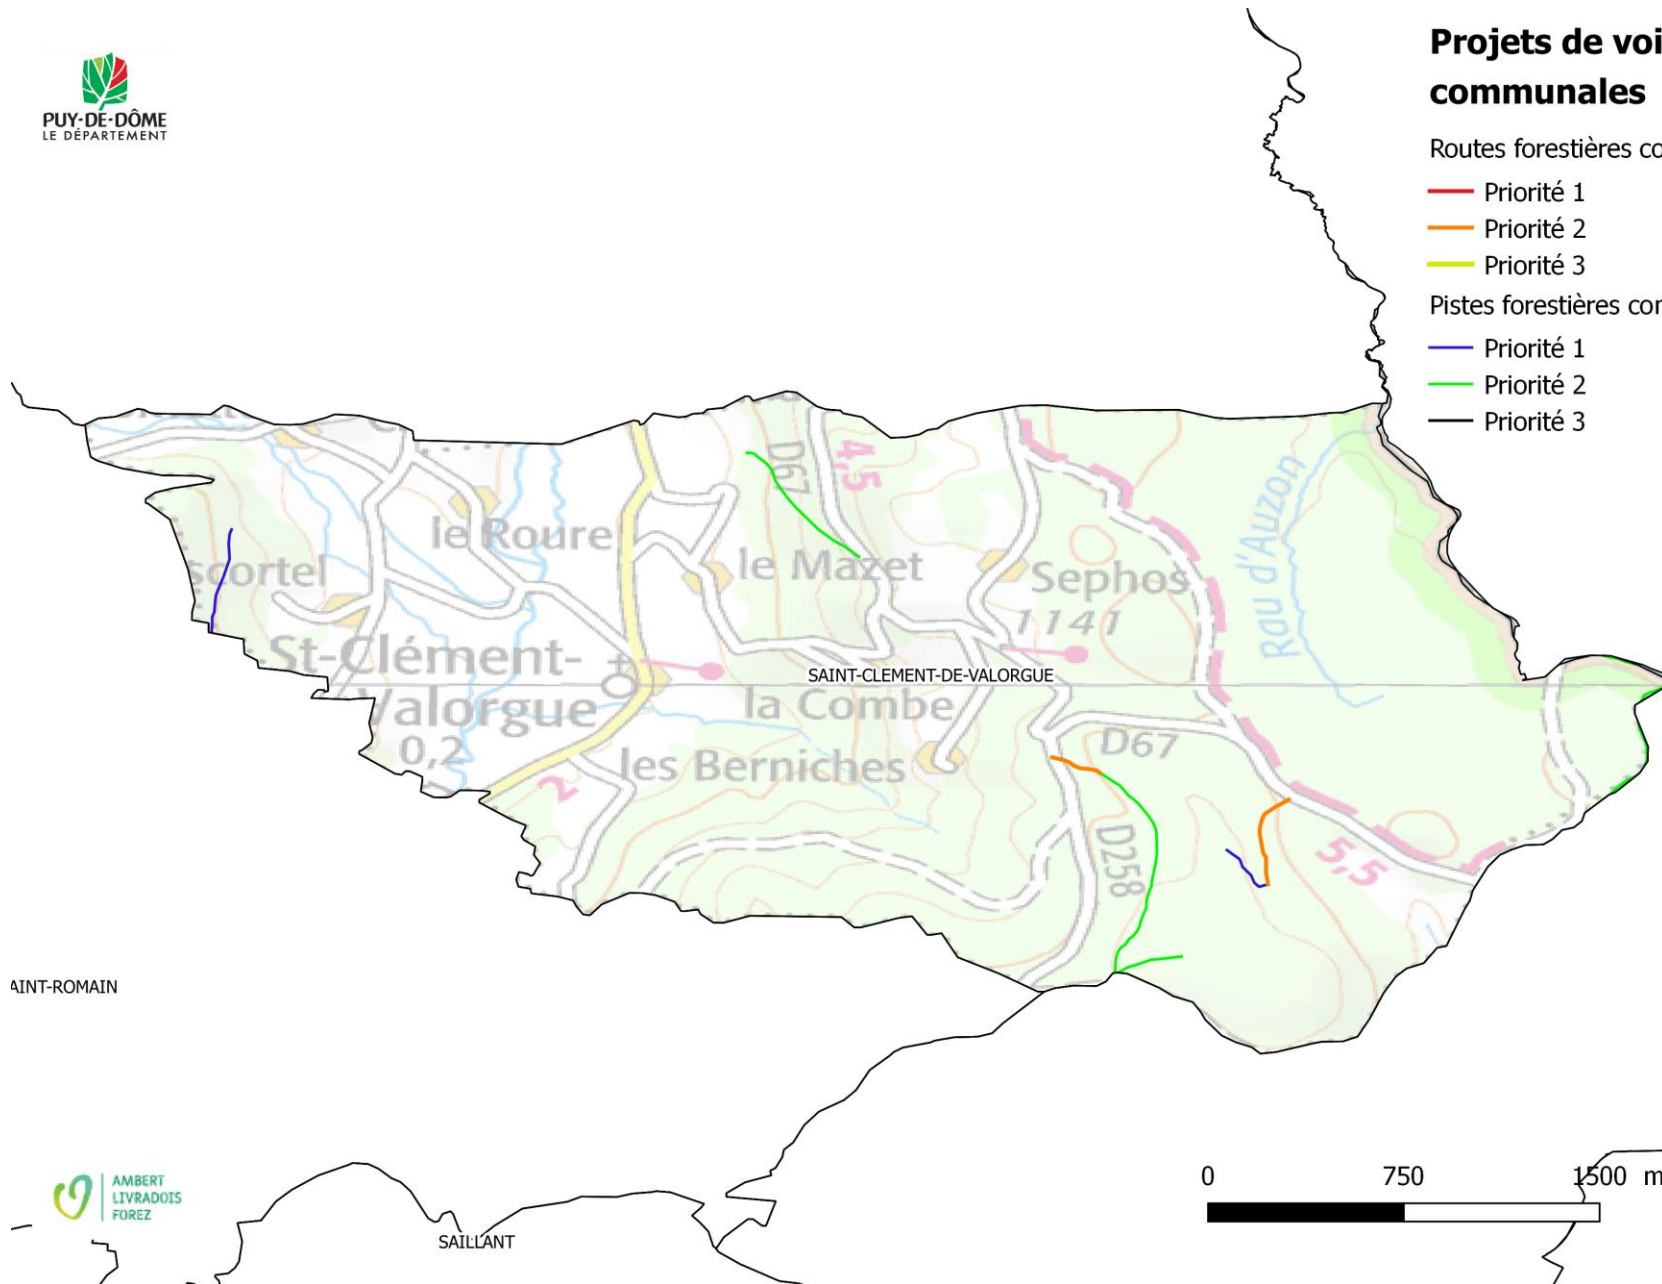 PUY-DE-DÔME
LE DÉPARTEMENT
Projets de voi
communales
Routes forestières co
Priorité 1
Priorité 2
Priorité 3
Pistes forestières con
Priorité 1
Priorité 2
Priorité 3
D67
4,5
le Roure
le Mazet
scortel
Sephos
1141
Rau d'Auzon
St-Clément-
Valorgue
0,2
SAINT-CLEMENT-DE-VALORGUE
la Combe
D67
les Berniches
2
D258
5,5
AINT-ROMAIN
AMBERT
LIVRADOIS
FOREZ
SAILLANT
0 750 1500 m